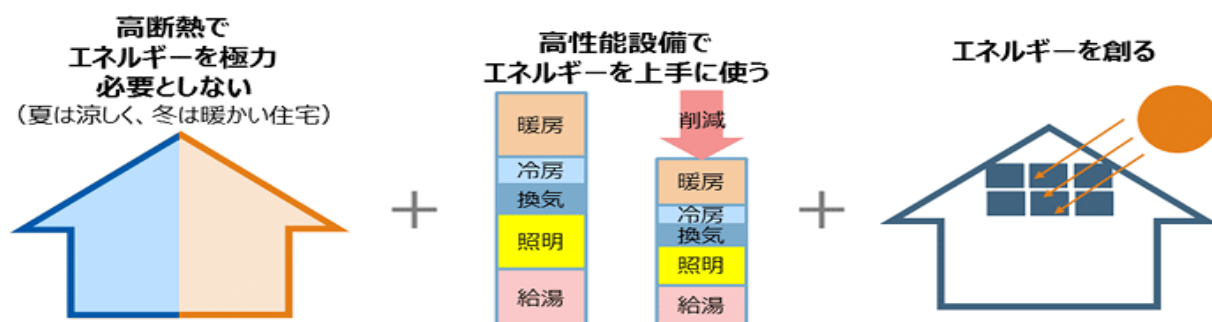 高断熱で
エネルギーを極力
必要としない
（夏は涼しく、冬は暖かい住宅）
高性能設備で
エネルギーを上手に使う
暖房
冷房
換気
照明
給湯
削減
暖房
冷房
換気
照明
給湯
エネルギーを創る